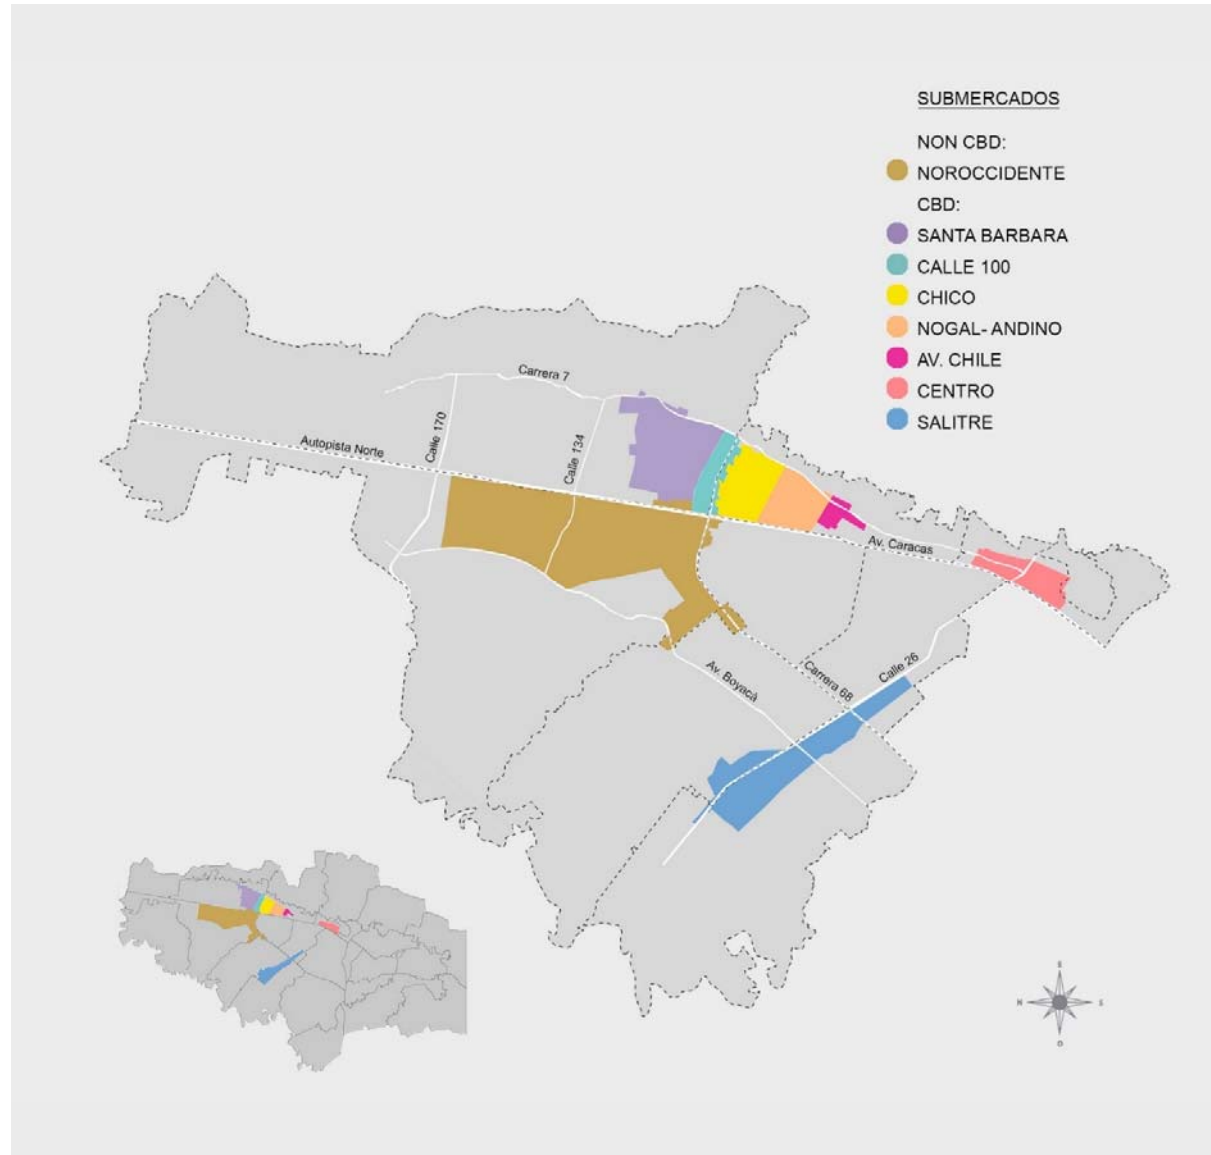 SUBMERCADOS
NON CBD:
NOROCCIDENTE
CBD:
SANTA BARBARA
CALLE 100
CHICO
NOGAL- ANDINO
AV. CHILE
CENTRO
SALITRE
Carrera 7
Autopista Norte
Calle 170
Calle 134
Av. Caracas
Calle 26
Carrera 68
Av. Boyacá
N
S